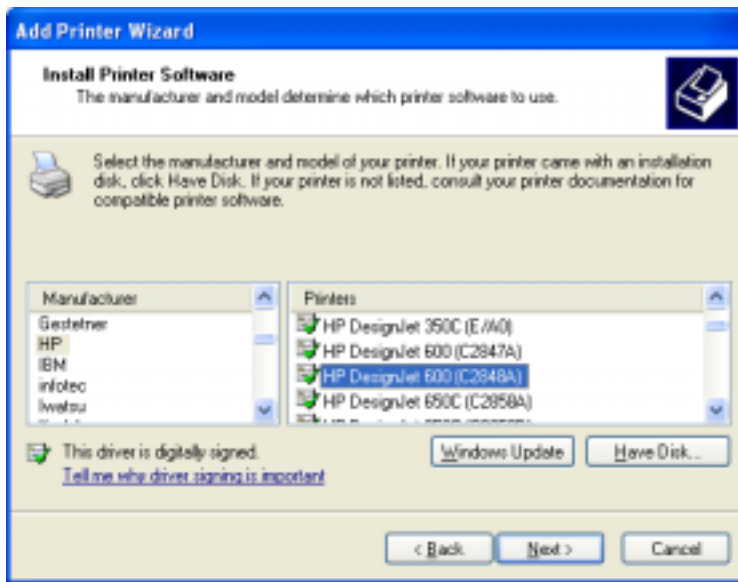 Add Printer Wizard
Install Printer Software
The manufacturer and model determine which printer software to use.
Select the manufacturer and model of your printer. If your printer came with an installation
disk, click Have Disk. If your printer is not listed, consult your printer documentation for
compatible printer software.
Manufacturer
Gestetner
HP
IBM
infotec
Iwatsu
Printers
HP DesignJet 350C (E/A0)
HP DesignJet 600 (C2847A)
HP DesignJet 600 (C2848A)
HP DesignJet 650C (C2858A)
This driver is digitally signed.
Tell me why driver signing is important
Windows Update
Have Disk...
< Back
Next >
Cancel